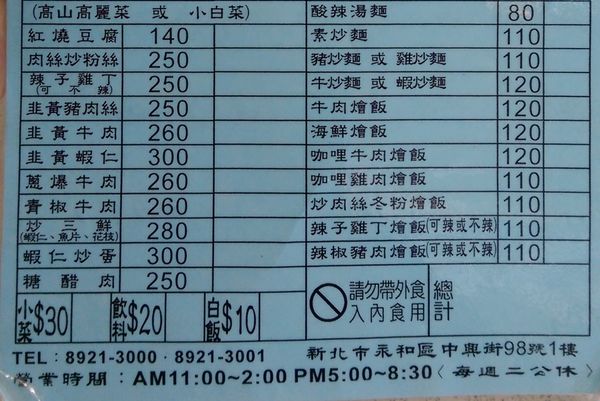 (高山高麗菜 或 小白菜)
紅燒豆腐 140
肉絲炒粉絲 250
辣子雞丁 250
(可不辣)
韭黃豬肉絲 250
韭黃牛肉 260
韭黃蝦仁 300
蔥爆牛肉 260
青椒牛肉 260
炒三鮮 280
(蝦仁、魚片、花枝)
蝦仁炒蛋 300
糖醋肉 250
酸辣湯麵 80
素炒麵 110
豬炒麵 或 雞炒麵 110
牛炒麵 或 蝦炒麵 120
牛肉燴飯 120
海鮮燴飯 120
咖哩牛肉燴飯 120
咖哩雞肉燴飯 110
炒肉絲冬粉燴飯 110
辣子雞丁燴飯(可辣或不辣) 110
辣椒豬肉燴飯(可辣或不辣) 110
小菜$30 飲料$20 白飯$10
請勿帶外食
入內食用
總計
TEL：8921-3000．8921-3001 新北市永和區中興街98號1樓
營業時間：AM11:00~2:00 PM5:00~8:30〈每週二公休〉